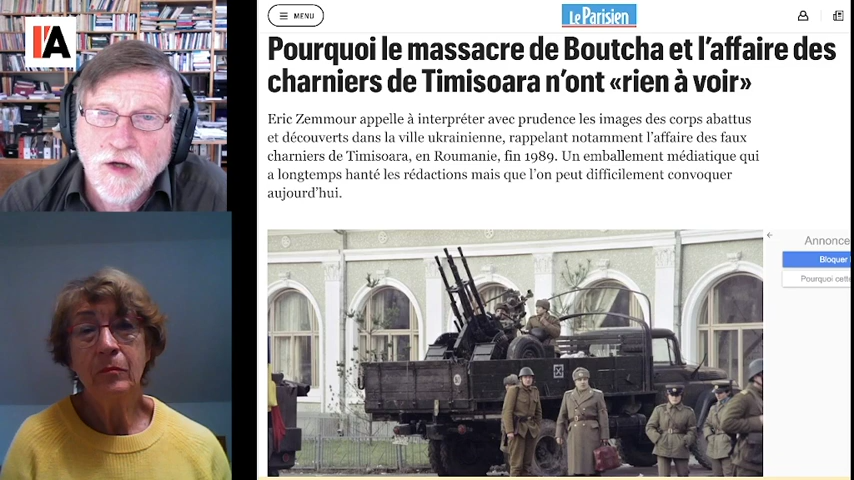 IA
MENU
Le Parisien
Pourquoi le massacre de Boutcha et l'affaire des
charniers de Timisoara n'ont «rien à voir»
Eric Zemmour appelle à interpréter avec prudence les images des corps abattus
et découverts dans la ville ukrainienne, rappelant notamment l'affaire des faux
charniers de Timisoara, en Roumanie, fin 1989. Un emballement médiatique qui
a longtemps hanté les rédactions mais que l'on peut difficilement convoquer
aujourd'hui.
Annonce
Bloquer
Pourquoi cette